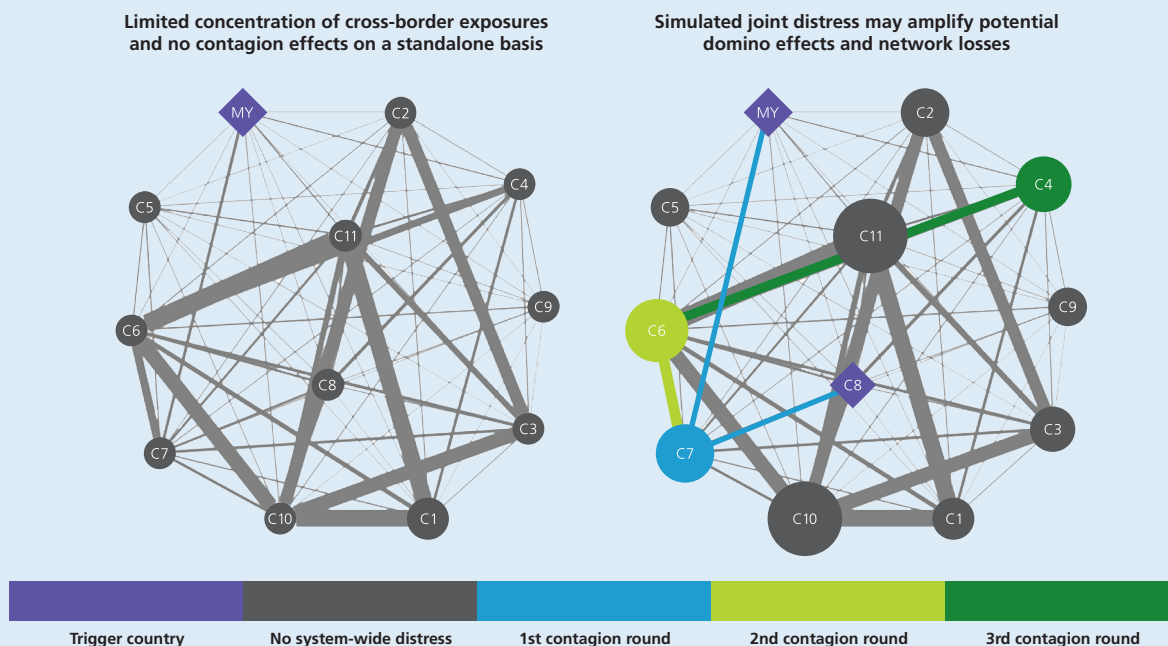 Limited concentration of cross-border exposures
and no contagion effects on a standalone basis
Simulated joint distress may amplify potential
domino effects and network losses
MY
C2
C4
C5
C11
C9
C6
C8
C3
C7
C10
C1
MY
C2
C4
C5
C11
C9
C6
C8
C3
C7
C10
C1
Trigger country
No system-wide distress
1st contagion round
2nd contagion round
3rd contagion round